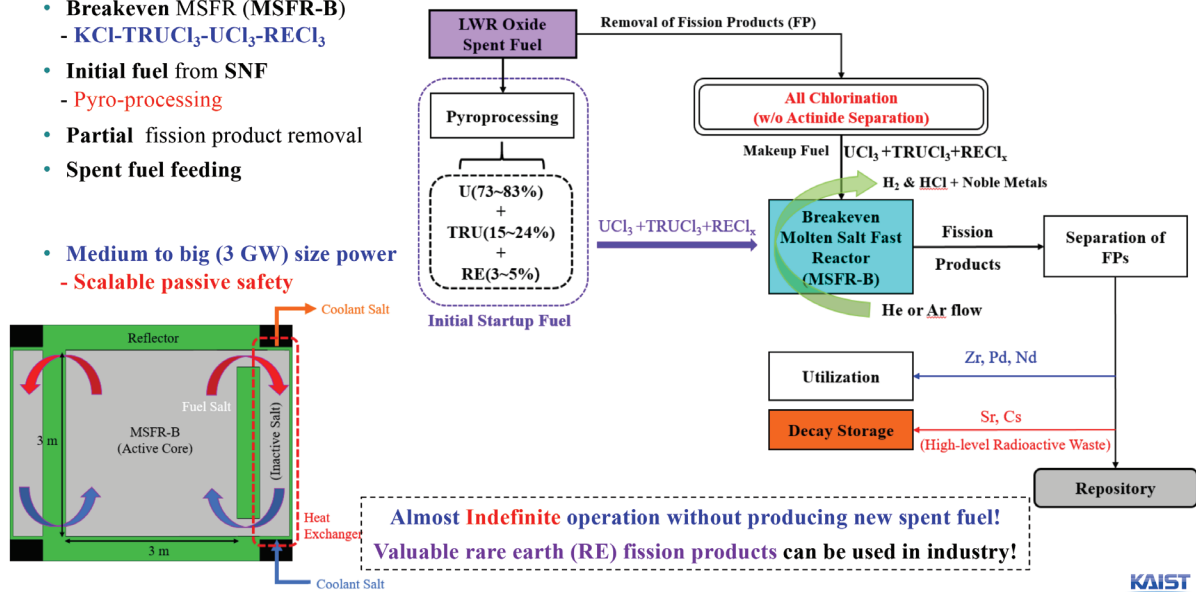 • Breakeven MSFR (MSFR-B)
- KCl-TRUCl₃-UCl₃-RECl₃
• Initial fuel from SNF
- Pyro-processing
• Partial fission product removal
• Spent fuel feeding
• Medium to big (3 GW) size power
- Scalable passive safety
LWR Oxide
Spent Fuel
Removal of Fission Products (FP)
Pyroprocessing
U(73~83%)
+
TRU(15~24%)
+
RE(3~5%)
Initial Startup Fuel
UCl₃+TRUCl₃+REClₓ
All Chlorination
(w/o Actinide Separation)
Makeup Fuel
UCl₃+TRUCl₃+REClₓ
H₂ & HCl + Noble Metals
Breakeven
Molten Salt Fast
Reactor
(MSFR-B)
He or Ar flow
Fission
Products
Separation of
FPs
Utilization
Zr, Pd, Nd
Decay Storage
Sr, Cs
(High-level Radioactive Waste)
Repository
Coolant Salt
Reflector
Fuel Salt
3 m
MSFR-B
(Active Core)
(Inactive Salt)
3 m
Heat
Exchanger
Coolant Salt
Almost Indefinite operation without producing new spent fuel!
Valuable rare earth (RE) fission products can be used in industry!
KAIST